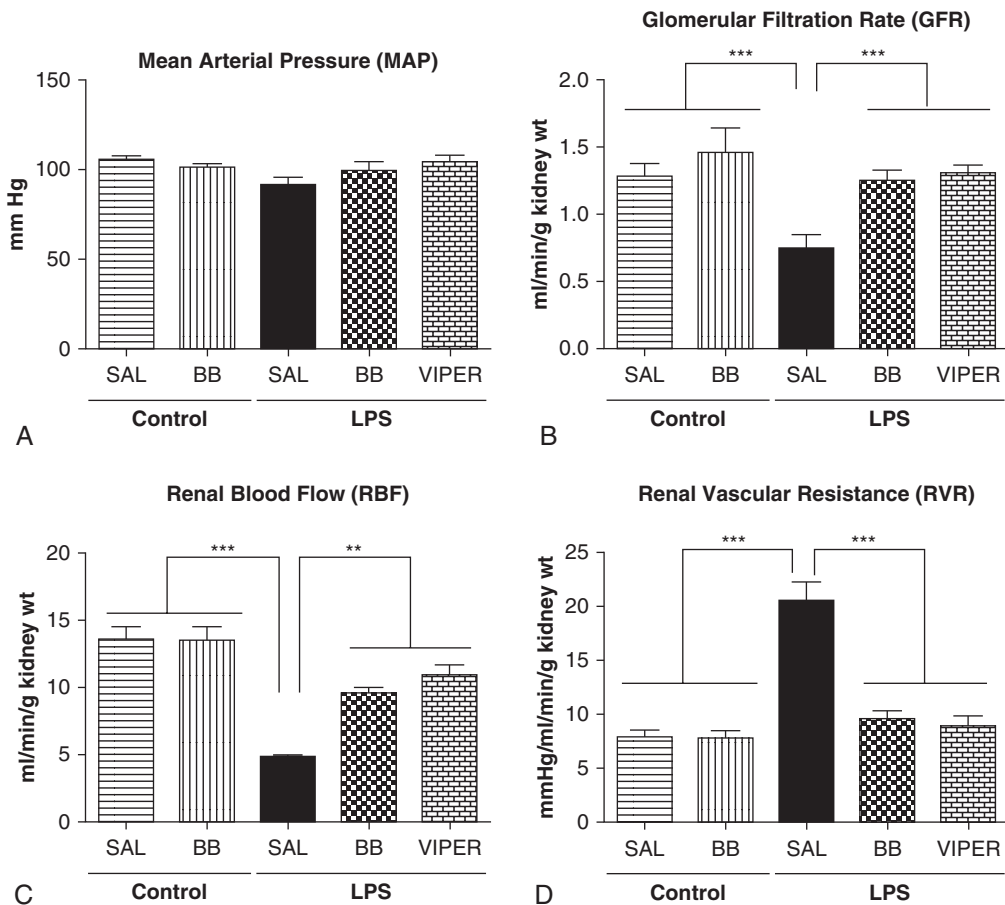 Mean Arterial Pressure (MAP)
150
100
50
0
mm Hg
SAL BB SAL BB VIPER
Control LPS
A
Glomerular Filtration Rate (GFR)
*** ***
2.0
1.5
1.0
0.5
0.0
ml/min/g kidney wt
SAL BB SAL BB VIPER
Control LPS
B
Renal Blood Flow (RBF)
*** **
20
15
10
5
0
ml/min/g kidney wt
SAL BB SAL BB VIPER
Control LPS
C
Renal Vascular Resistance (RVR)
*** ***
25
20
15
10
5
0
mmHg/ml/min/g kidney wt
SAL BB SAL BB VIPER
Control LPS
D